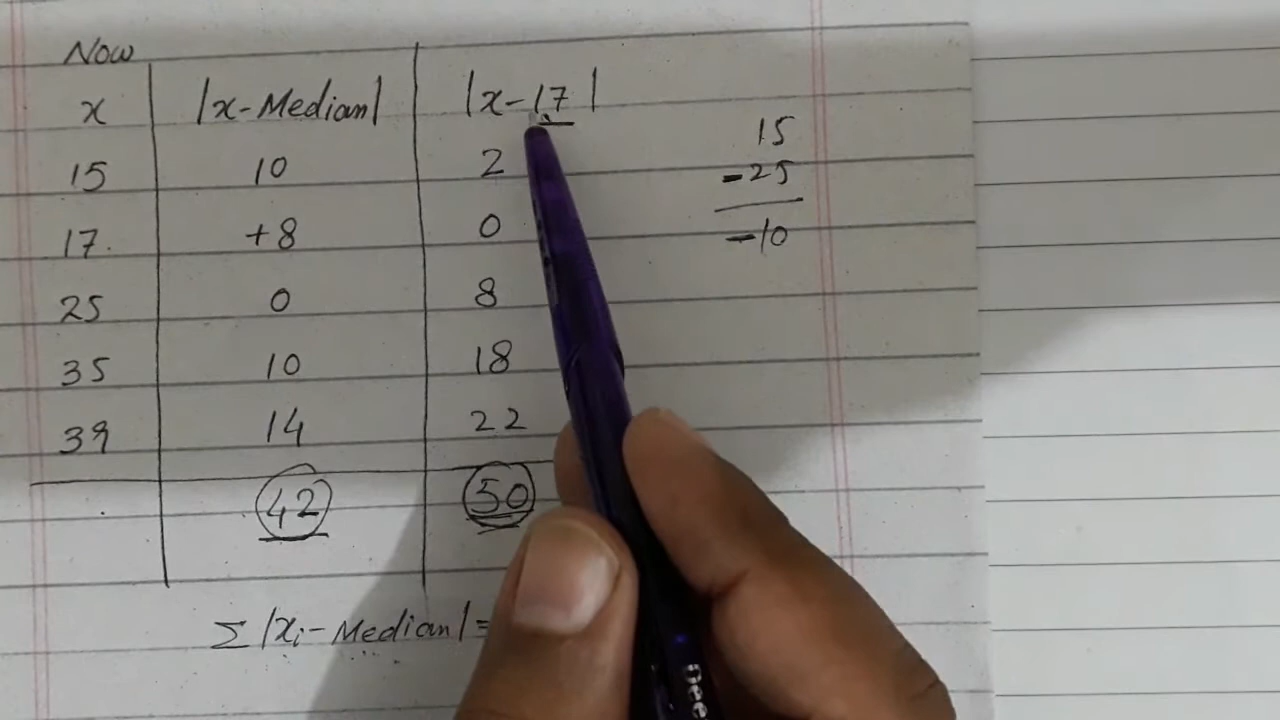 Now
x |x-Median| |x-17|
15 10 2
17. +8 0
25 0 8
35 10 18
39 14 22
42 50
Σ|xi-Median|=
15
-25
-10
Dee